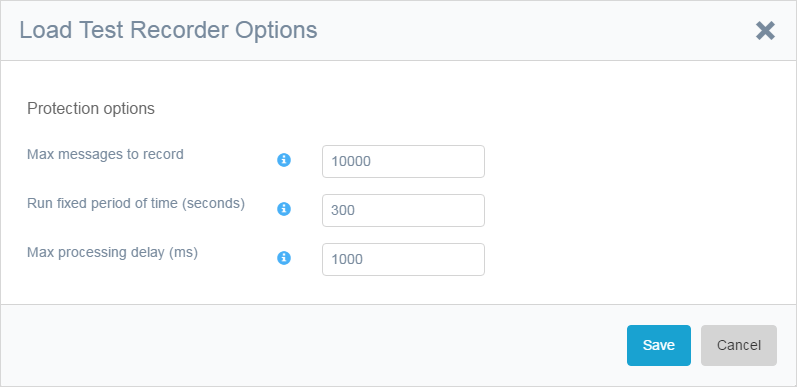 Load Test Recorder Options
Protection options
Max messages to record
10000
Run fixed period of time (seconds)
300
Max processing delay (ms)
1000
Save
Cancel